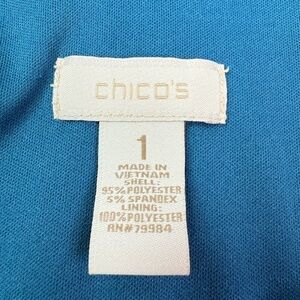 chico's
1
MADE IN
VIETNAM
SHELL:
95% POLYESTER
5% SPANDEX
LINING:
100% POLYESTER
RN#79984